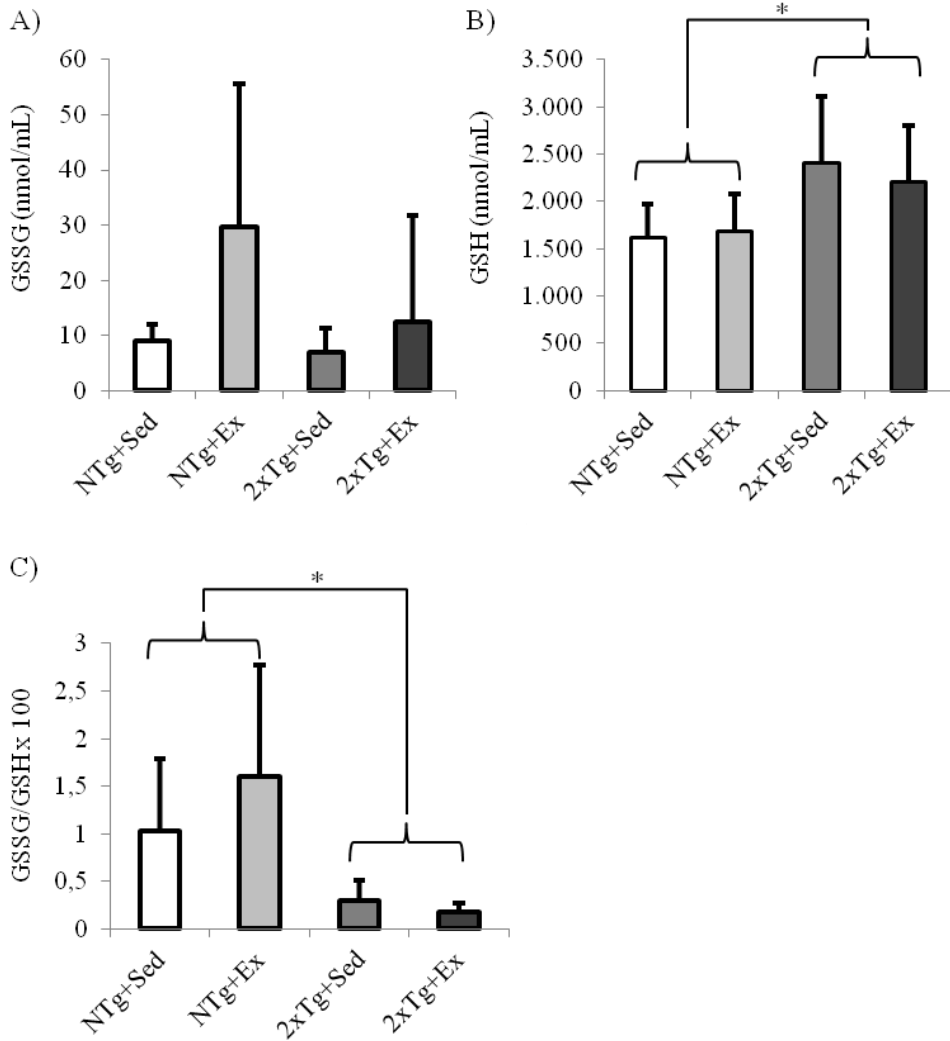 A)
GSSG (nmol/mL)
60
50
40
30
20
10
0
NTg+Sed
NTg+Ex
2xTg+Sed
2xTg+Ex
B)
*
GSH (nmol/mL)
3.500
3.000
2.500
2.000
1.500
1.000
500
0
NTg+Sed
NTg+Ex
2xTg+Sed
2xTg+Ex
C)
*
GSSG/GSHx 100
3
2,5
2
1,5
1
0,5
0
NTg+Sed
NTg+Ex
2xTg+Sed
2xTg+Ex